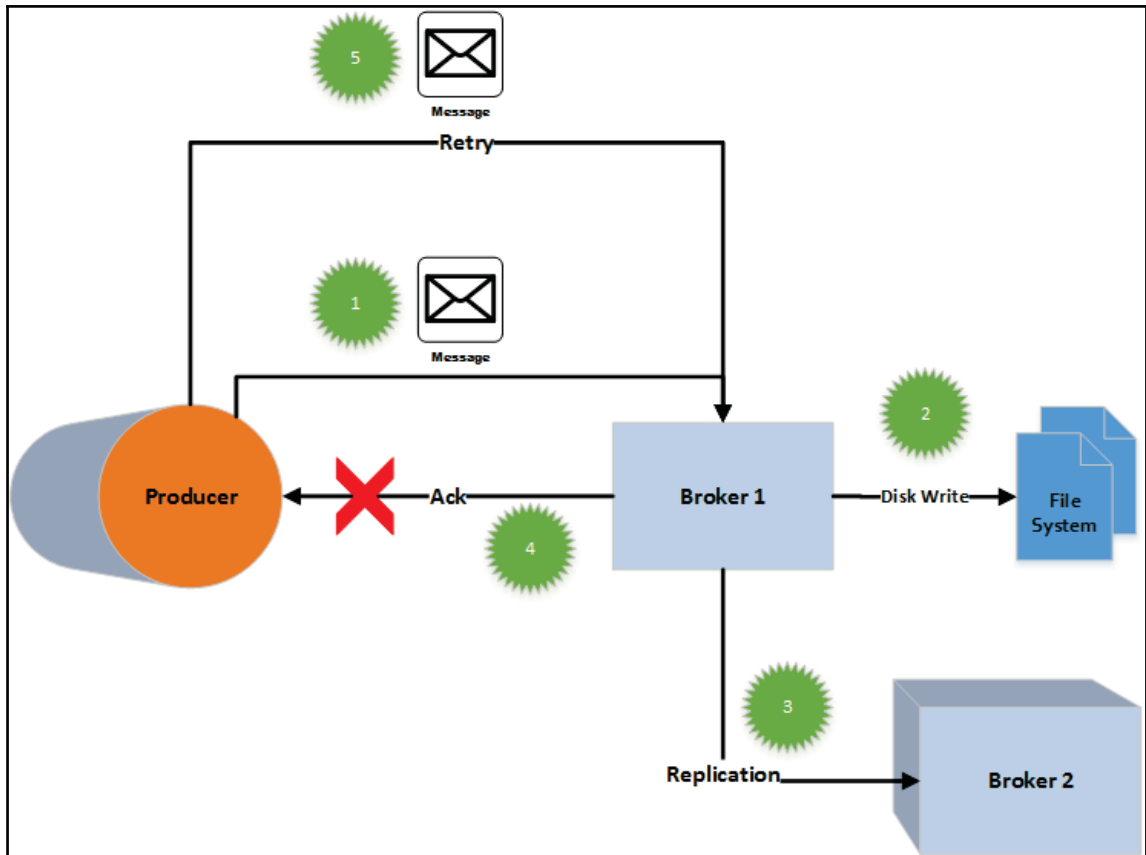 5
Message
Retry
1
Message
2
Producer
Ack
Broker 1
Disk Write
File
System
4
3
Replication
Broker 2